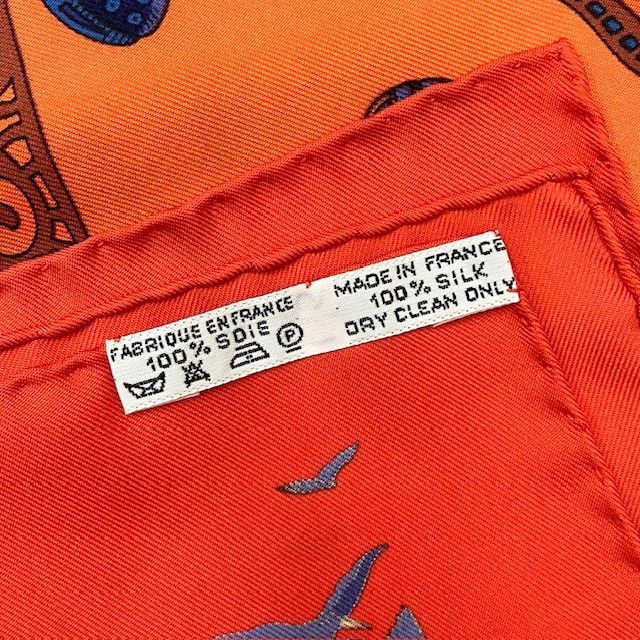 FABRIQUE EN FRANCE
100% SOIE
MADE IN FRANCE
100% SILK
DRY CLEAN ONLY